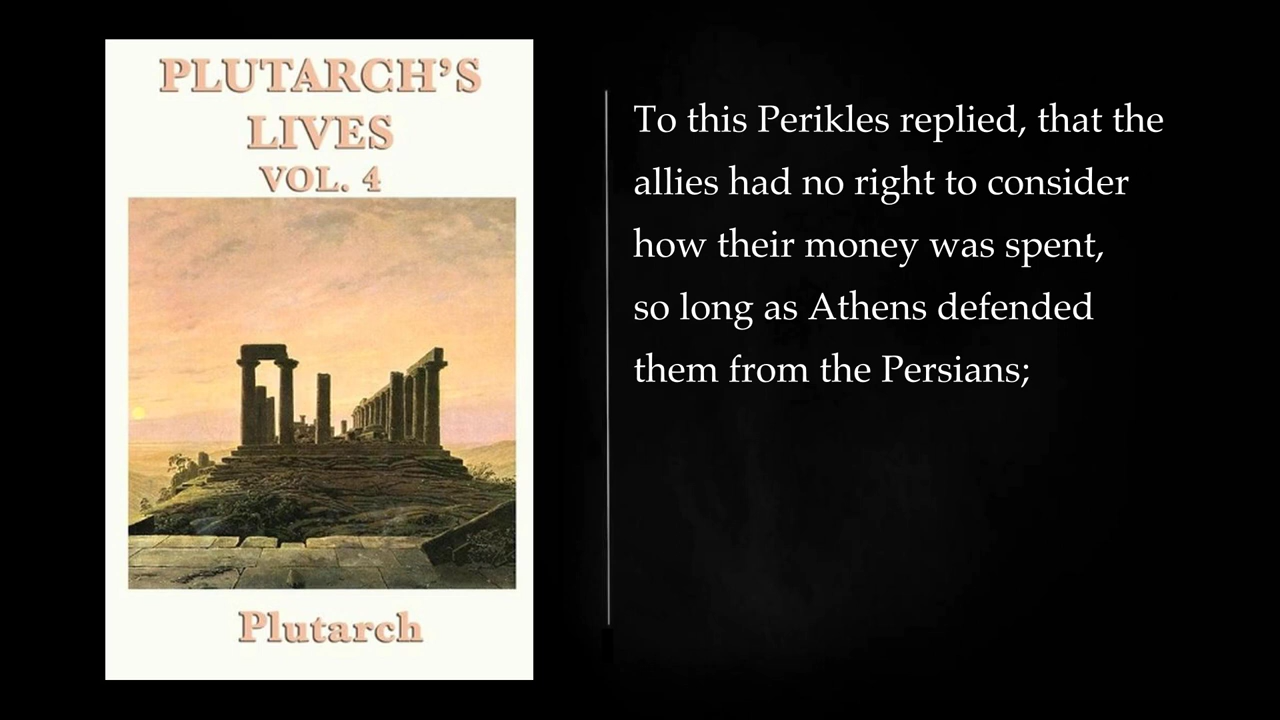 PLUTARCH'S
LIVES
VOL. 4
Plutarch
To this Perikles replied, that the
allies had no right to consider
how their money was spent,
so long as Athens defended
them from the Persians;